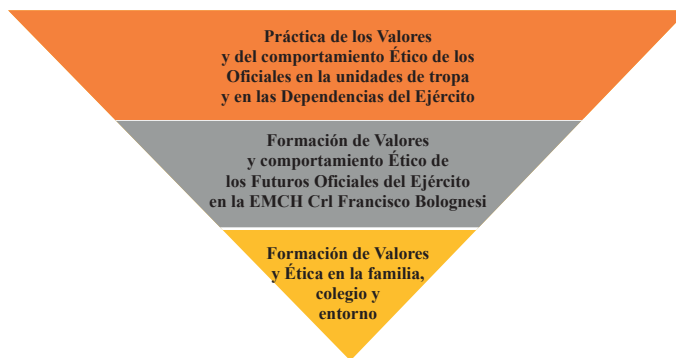 Práctica de los Valores
y del comportamiento Ético de los
Oficiales en la unidades de tropa
y en las Dependencias del Ejército
Formación de Valores
y comportamiento Ético de
los Futuros Oficiales del Ejército
en la EMCH Crl Francisco Bolognesi
Formación de Valores
y Ética en la familia,
colegio y
entorno